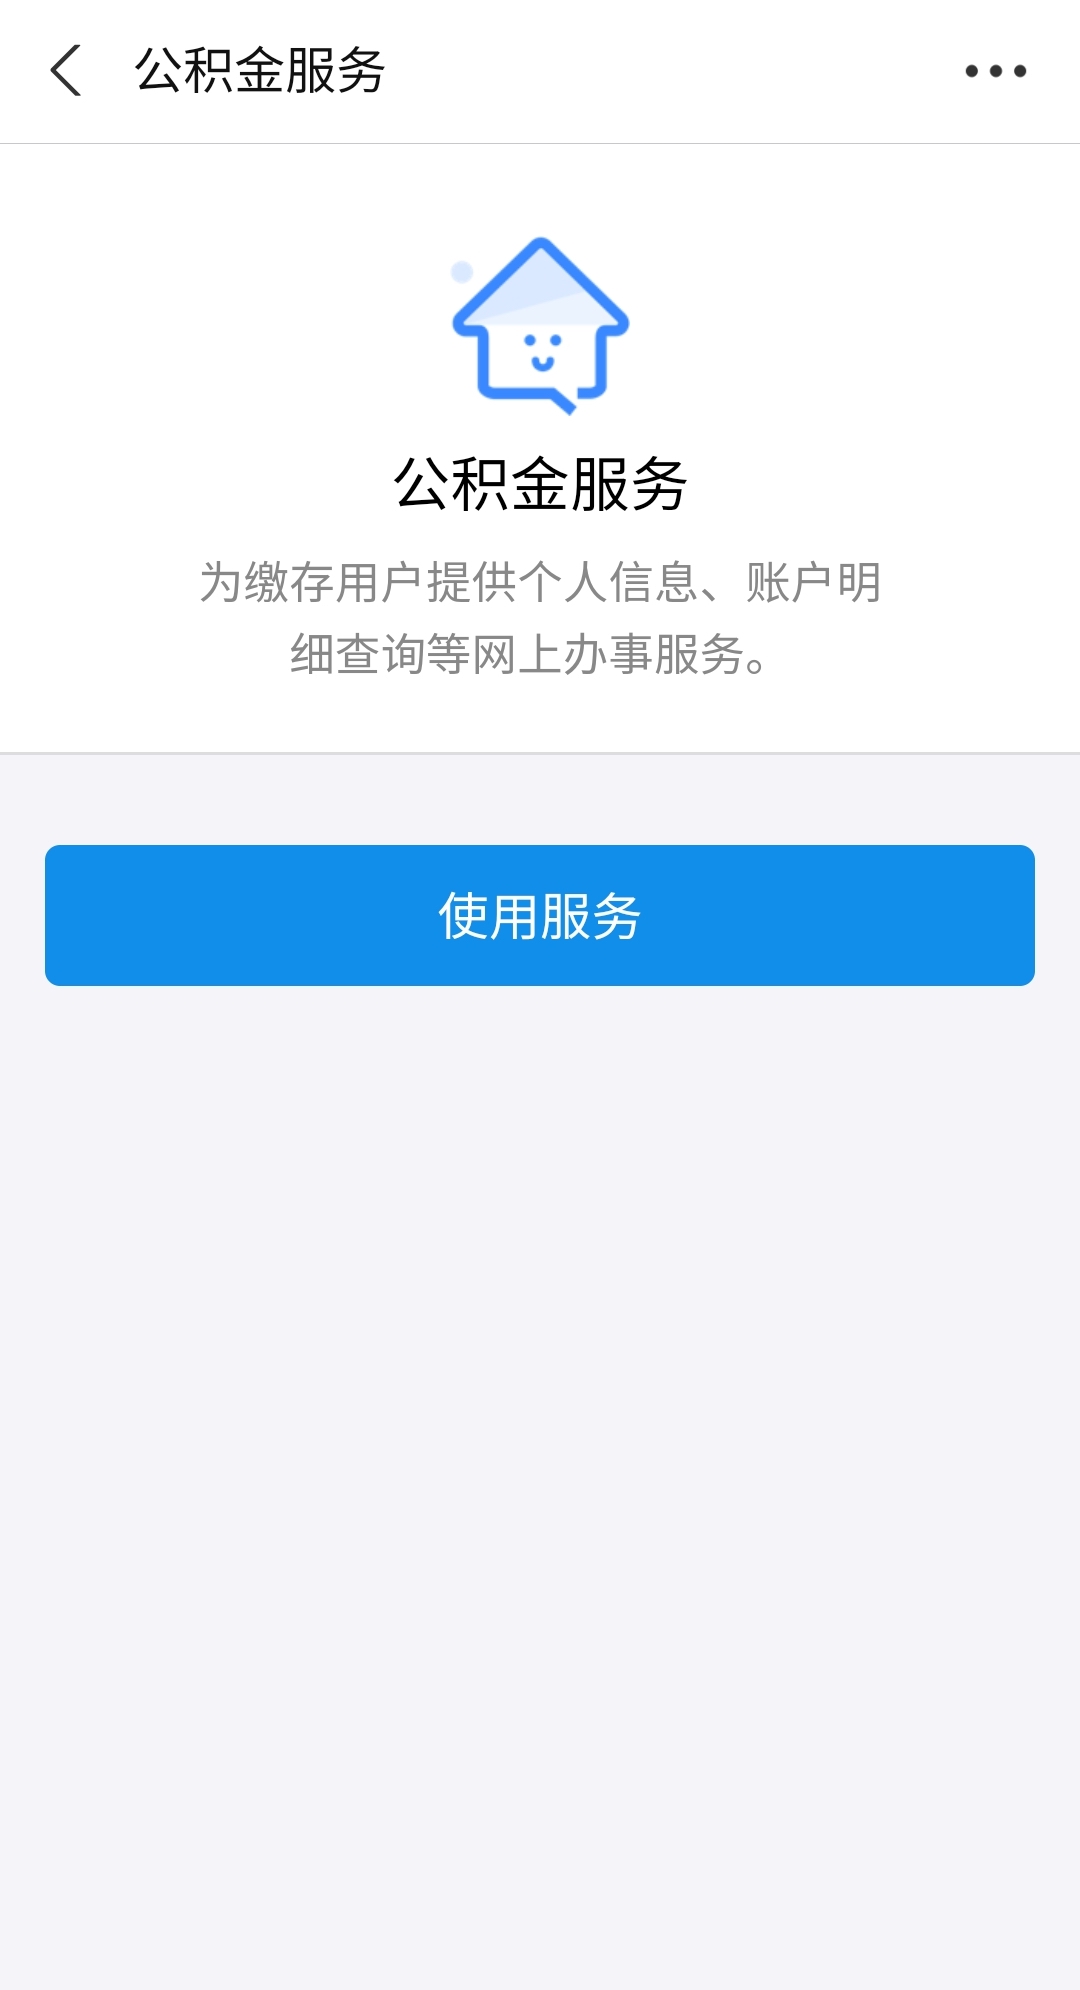 公积金服务
公积金服务
为缴存用户提供个人信息、账户明
细查询等网上办事服务。
使用服务